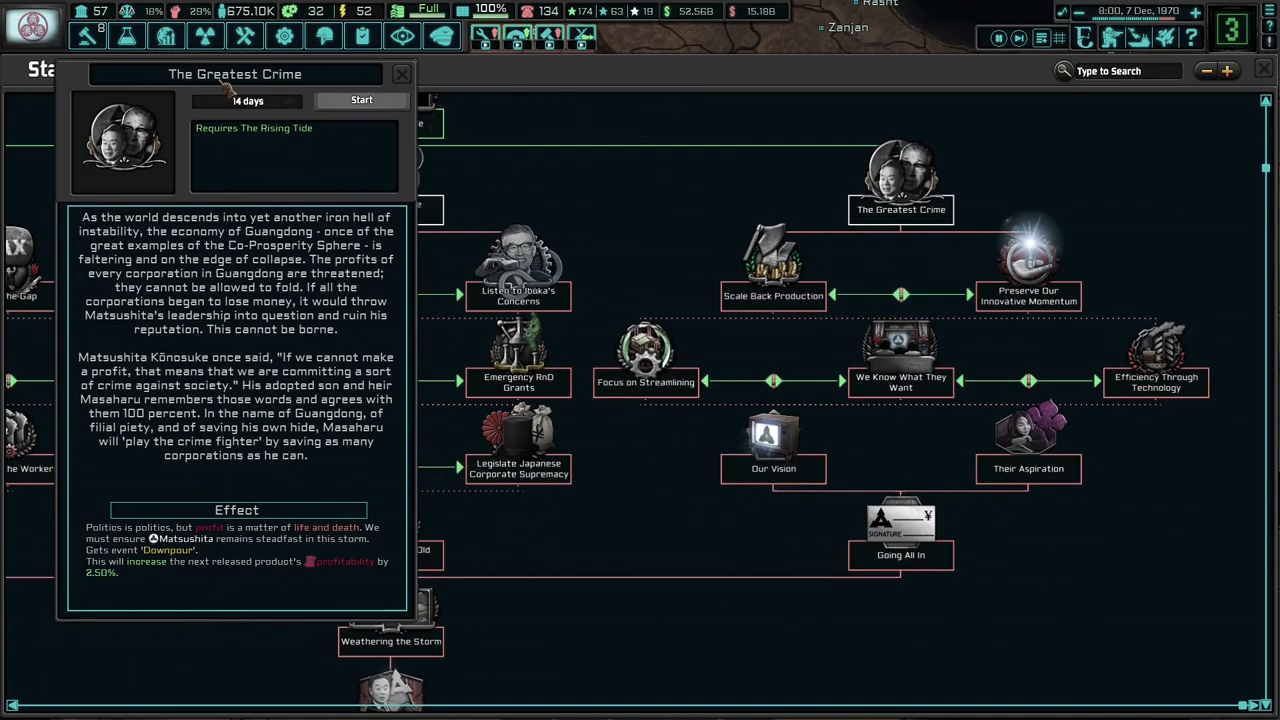 57
18%
29%
675.10K
32
52
Full
100%
134
174
63
19
52.56B
15.18B
8:00, 7 Dec, 1970
3
8
Rasht
Zanjan
Sta
Type to Search
The Greatest Crime
14 days
Start
Requires The Rising Tide
As the world descends into yet another iron hell of
instability, the economy of Guangdong - once of the
great examples of the Co-Prosperity Sphere - is
faltering and on the edge of collapse. The profits of
every corporation in Guangdong are threatened;
they cannot be allowed to fold. If all the
corporations began to lose money, it would throw
Matsushita's leadership into question and ruin his
reputation. This cannot be borne.
Matsushita Kōnosuke once said, "If we cannot make
a profit, that means that we are committing a sort
of crime against society." His adopted son and heir
Masaharu remembers those words and agrees with
them 100 percent. In the name of Guangdong, of
filial piety, and of saving his own hide, Masaharu
will 'play the crime fighter' by saving as many
corporations as he can.
Effect
Politics is politics, but profit is a matter of life and death. We
must ensure Matsushita remains steadfast in this storm.
Gets event 'Downpour'.
This will increase the next released product's profitability by
2.50%.
The Greatest Crime
he Gap
Listen to Ibuka's
Concerns
Scale Back Production
Preserve Our
Innovative Momentum
Emergency RnD
Grants
Focus on Streamlining
We Know What They
Want
Efficiency Through
Technology
he Worker
Legislate Japanese
Corporate Supremacy
Our Vision
Their Aspiration
SIGNATURE
¥
Old
Going All In
Weathering the Storm